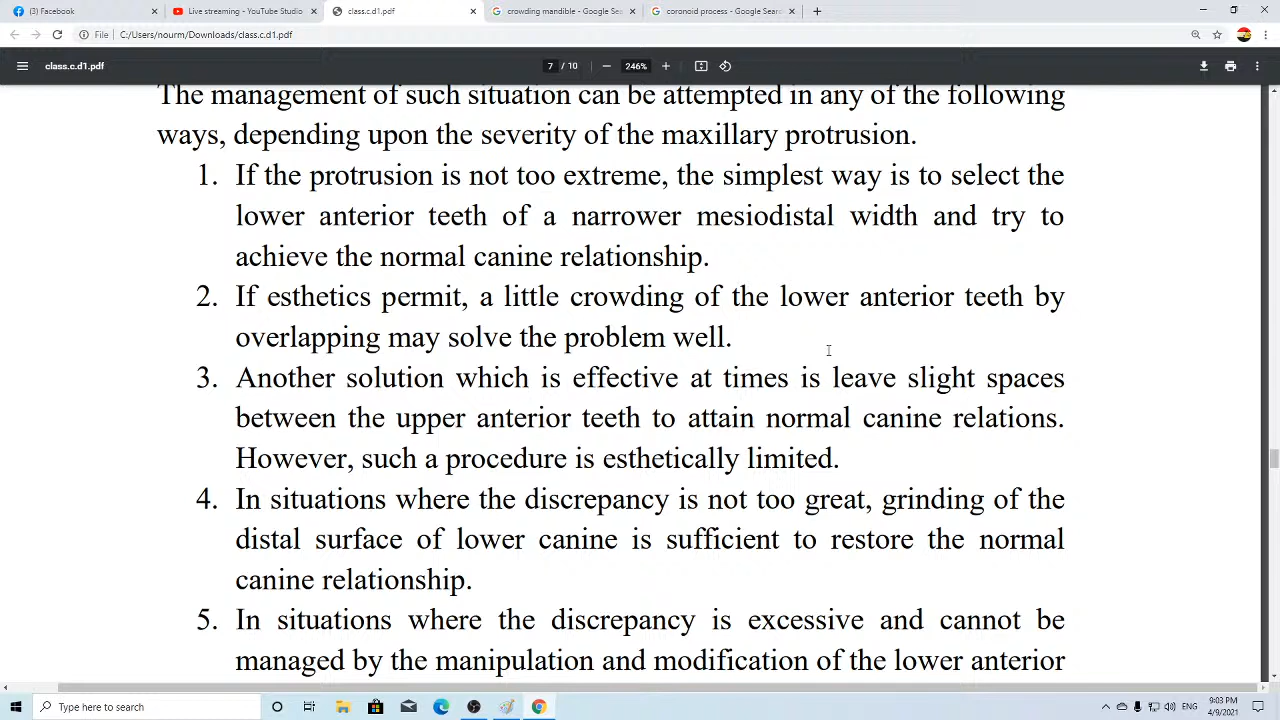 (3) Facebook
Live streaming - YouTube Studio
class.c.d1.pdf
crowding mandible - Google Sea
coronoid process - Google Searc
File
C:/Users/nourm/Downloads/class.c.d1.pdf
class.c.d1.pdf
7 / 10
246%
The management of such situation can be attempted in any of the following
ways, depending upon the severity of the maxillary protrusion.
1. If the protrusion is not too extreme, the simplest way is to select the
lower anterior teeth of a narrower mesiodistal width and try to
achieve the normal canine relationship.
2. If esthetics permit, a little crowding of the lower anterior teeth by
overlapping may solve the problem well.
3. Another solution which is effective at times is leave slight spaces
between the upper anterior teeth to attain normal canine relations.
However, such a procedure is esthetically limited.
4. In situations where the discrepancy is not too great, grinding of the
distal surface of lower canine is sufficient to restore the normal
canine relationship.
5. In situations where the discrepancy is excessive and cannot be
managed by the manipulation and modification of the lower anterior
Type here to search
ENG
9:03 PM
4/9/2021